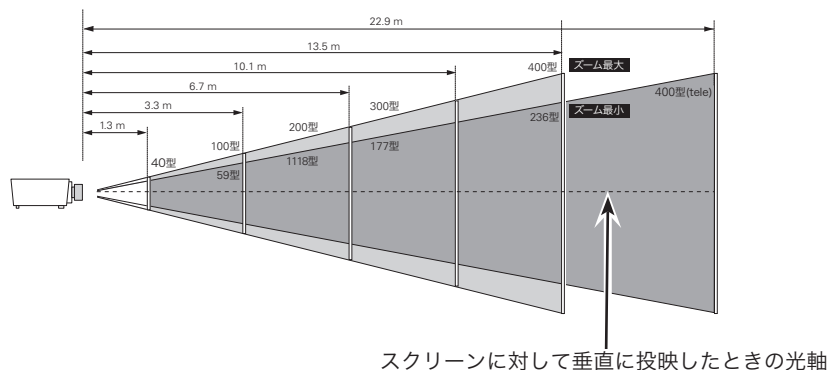 22.9 m
13.5 m
10.1 m
6.7 m
3.3 m
1.3 m
40型
100型
200型
300型
400型
ズーム最大
400型(tele)
59型
1118型
177型
236型
ズーム最小
スクリーンに対して垂直に投映したときの光軸